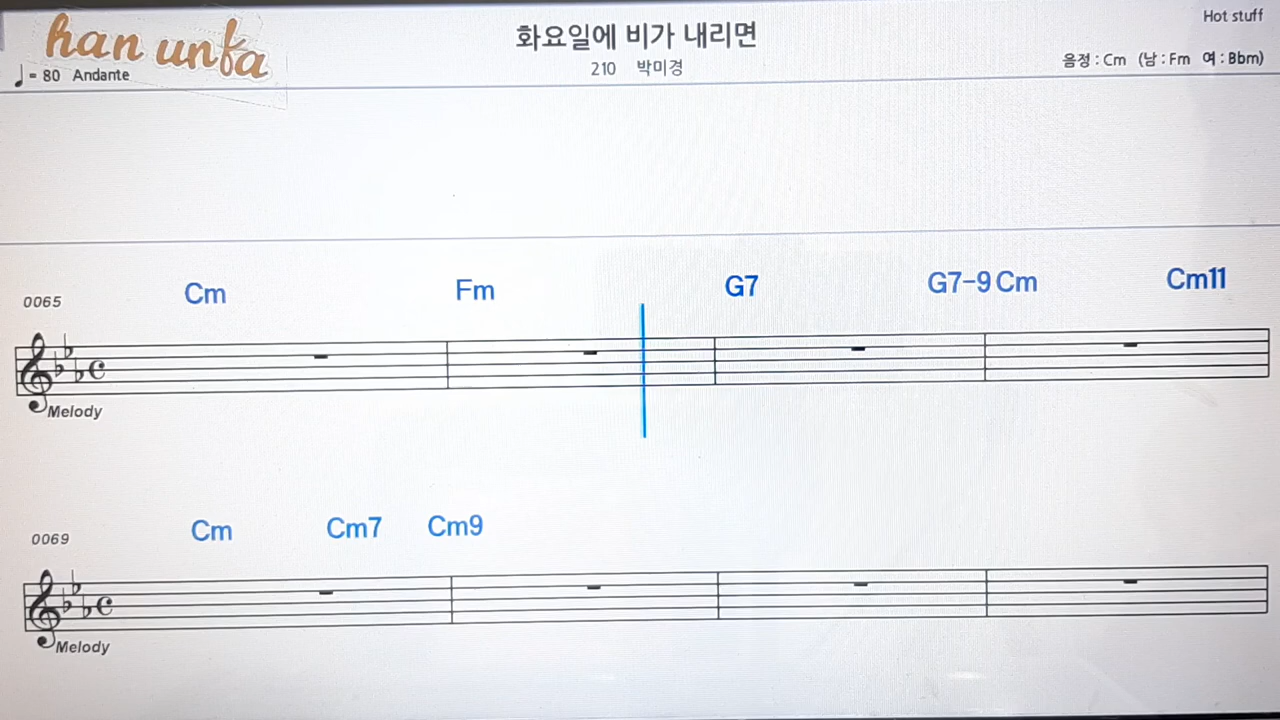 han unfa
Hot stuff
화요일에 비가 내리면
♩= 80 Andante
210 박미경
음정 : Cm (남 : Fm 여 : Bbm)
0065 Cm Fm G7 G7-9 Cm Cm11
Melody
0069 Cm Cm7 Cm9
Melody